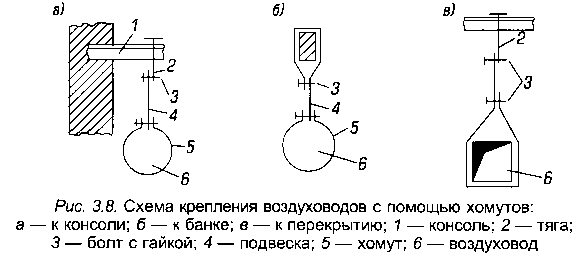 а) 1 2 3 4 5 6
б) 3 4 5 6
в) 2 3 6
Рис. 3.8. Схема крепления воздуховодов с помощью хомутов:
а — к консоли; б — к банке; в — к перекрытию; 1 — консоль; 2 — тяга;
3 — болт с гайкой; 4 — подвеска; 5 — хомут; 6 — воздуховод